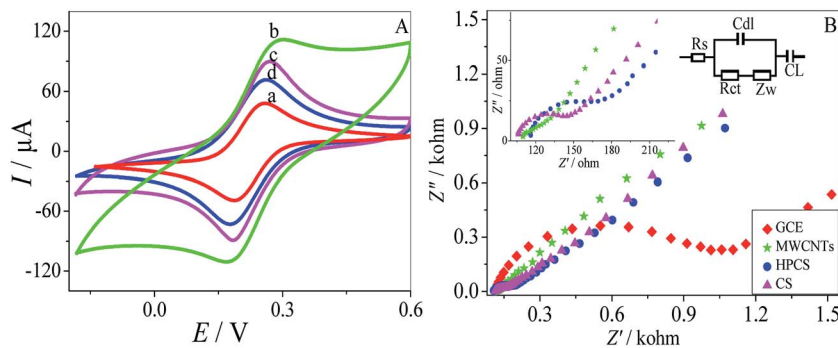 A
b
c
d
a
120
60
0
-60
-120
I / μA
0.0
0.3
0.6
E / V
B
1.5
1.2
0.9
0.6
0.3
0.0
Z'' / kohm
0.3
0.6
0.9
1.2
1.5
Z' / kohm
50
0
Z'' / ohm
120
150
180
210
Z' / ohm
Cdl
Rs
CL
Rct
Zw
GCE
MWCNTs
HPCS
CS